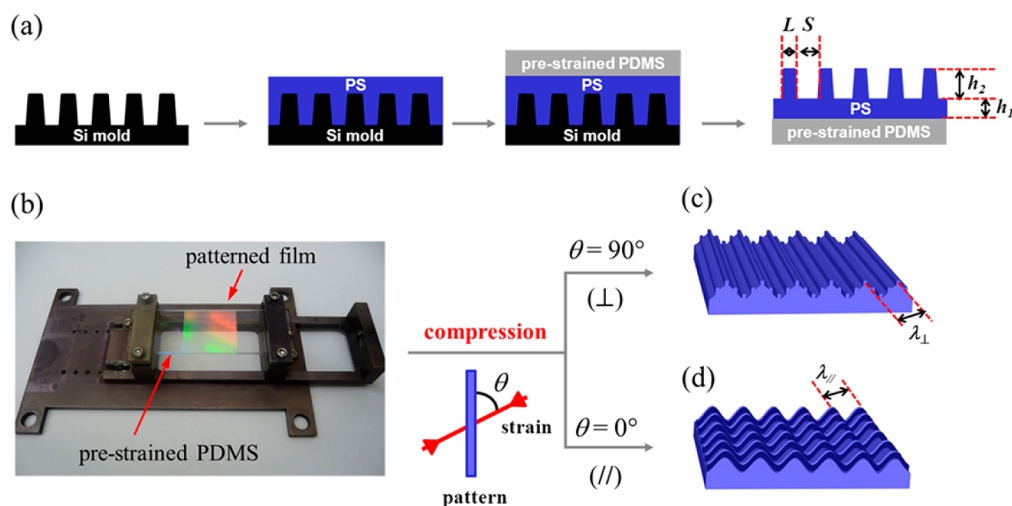 (a)
Si mold
PS
Si mold
pre-strained PDMS
PS
Si mold
L S
h₂
h₁
PS
pre-strained PDMS
(b)
patterned film
pre-strained PDMS
compression
θ
strain
pattern
θ = 90°
(⊥)
θ = 0°
(//)
(c)
λ⊥
(d)
λ//